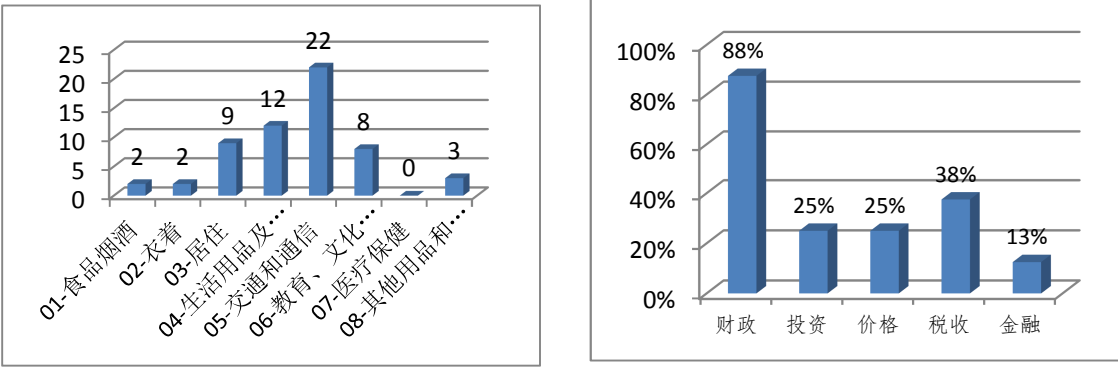 25
20
15
10
5
0
2
2
9
12
22
8
0
3
01-食品烟酒
02-衣着
03-居住
04-生活用品及…
05-交通和通信
06-教育、文化…
07-医疗保健
08-其他用品和…
100%
80%
60%
40%
20%
0%
88%
25%
25%
38%
13%
财政
投资
价格
税收
金融